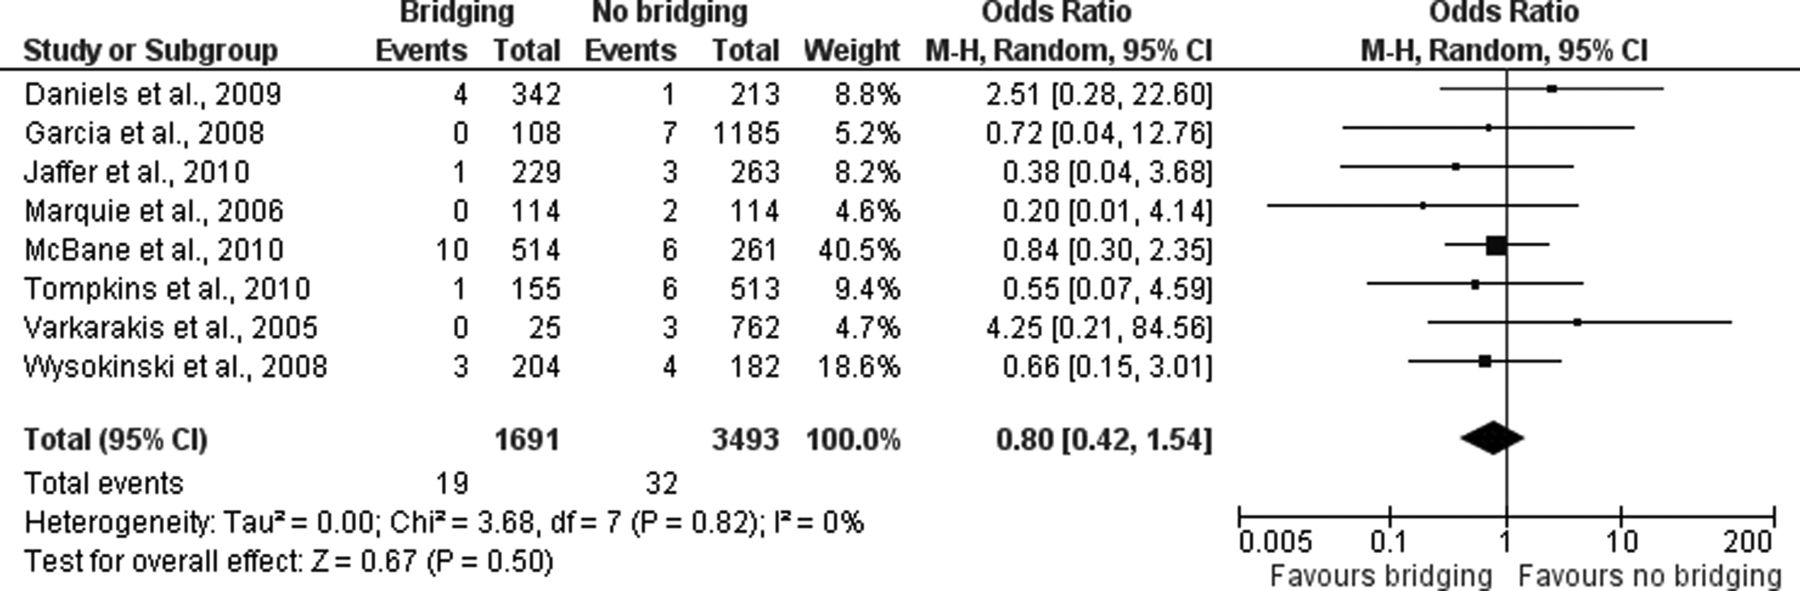 Bridging No bridging Odds Ratio Odds Ratio
Study or Subgroup Events Total Events Total Weight M-H, Random, 95% CI M-H, Random, 95% CI
Daniels et al., 2009 4 342 1 213 8.8% 2.51 [0.28, 22.60]
Garcia et al., 2008 0 108 7 1185 5.2% 0.72 [0.04, 12.76]
Jaffer et al., 2010 1 229 3 263 8.2% 0.38 [0.04, 3.68]
Marquie et al., 2006 0 114 2 114 4.6% 0.20 [0.01, 4.14]
McBane et al., 2010 10 514 6 261 40.5% 0.84 [0.30, 2.35]
Tompkins et al., 2010 1 155 6 513 9.4% 0.55 [0.07, 4.59]
Varkarakis et al., 2005 0 25 3 762 4.7% 4.25 [0.21, 84.56]
Wysokinski et al., 2008 3 204 4 182 18.6% 0.66 [0.15, 3.01]
Total (95% CI) 1691 3493 100.0% 0.80 [0.42, 1.54]
Total events 19 32
Heterogeneity: Tau² = 0.00; Chi² = 3.68, df = 7 (P = 0.82); I² = 0%
Test for overall effect: Z = 0.67 (P = 0.50)
0.005 0.1 1 10 200
Favours bridging Favours no bridging